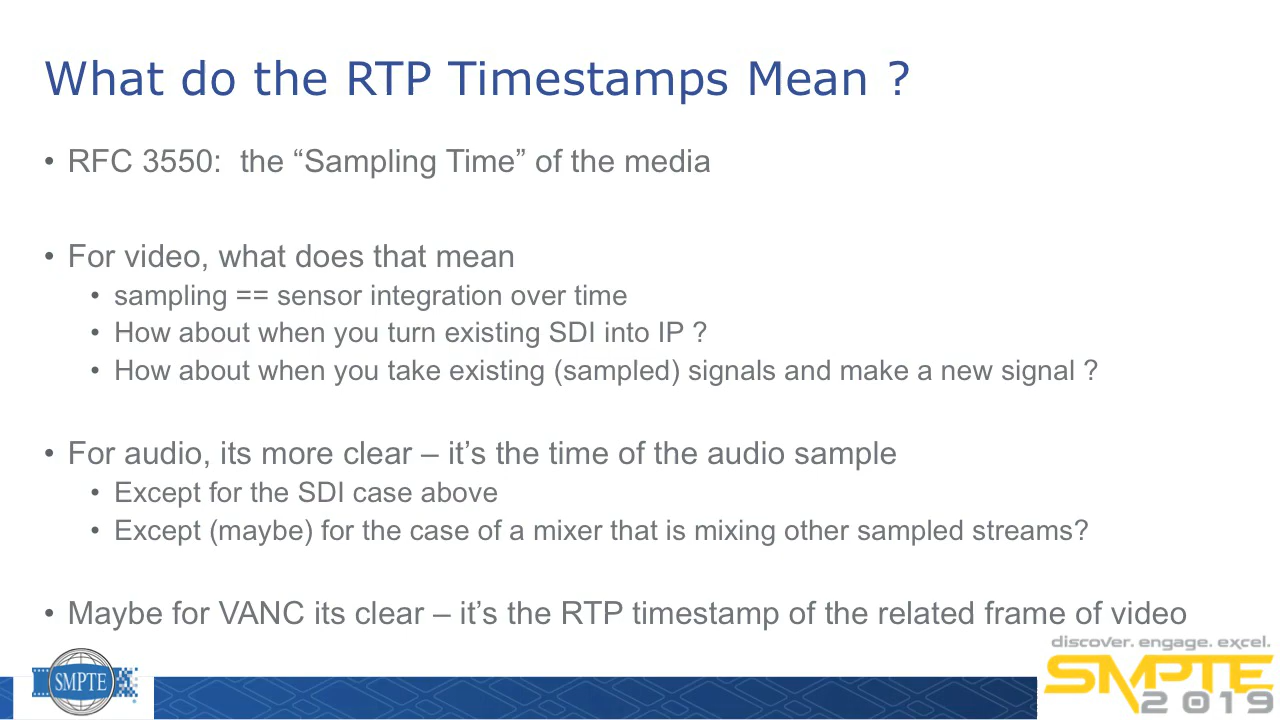 What do the RTP Timestamps Mean ?
• RFC 3550:  the “Sampling Time” of the media
• For video, what does that mean
• sampling == sensor integration over time
• How about when you turn existing SDI into IP ?
• How about when you take existing (sampled) signals and make a new signal ?
• For audio, its more clear – it’s the time of the audio sample
• Except for the SDI case above
• Except (maybe) for the case of a mixer that is mixing other sampled streams?
• Maybe for VANC its clear – it’s the RTP timestamp of the related frame of video
SMPTE
discover. engage. excel.
SMPTE
2019